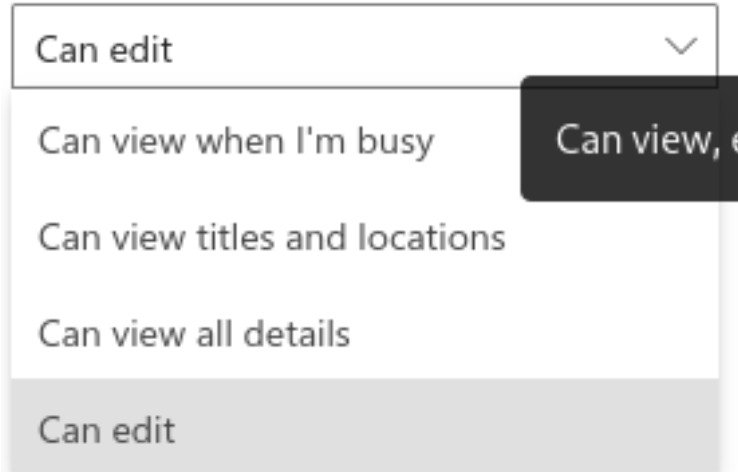 Can edit
Can view when I'm busy
Can view,
Can view titles and locations
Can view all details
Can edit